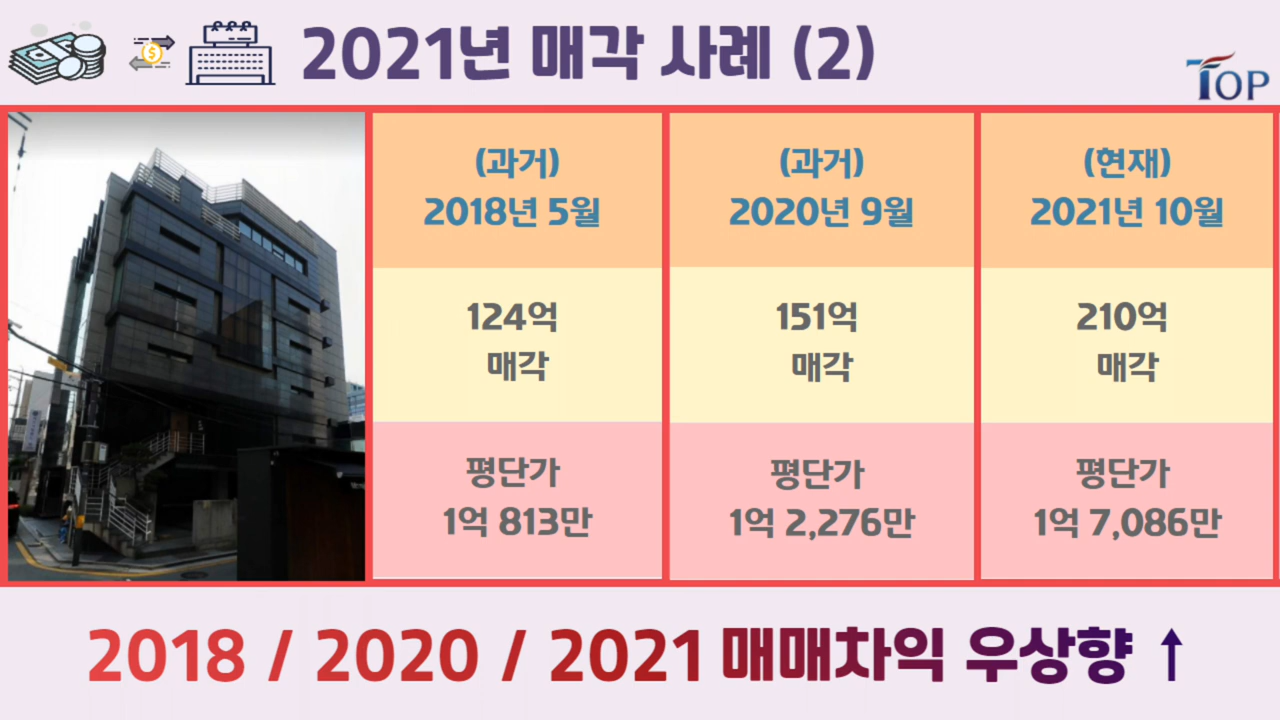 2021년 매각 사례 (2)
TOP
(과거)
2018년 5월
124억
매각
평단가
1억 813만
(과거)
2020년 9월
151억
매각
평단가
1억 2,276만
(현재)
2021년 10월
210억
매각
평단가
1억 7,086만
2018 / 2020 / 2021 매매차익 우상향 ↑